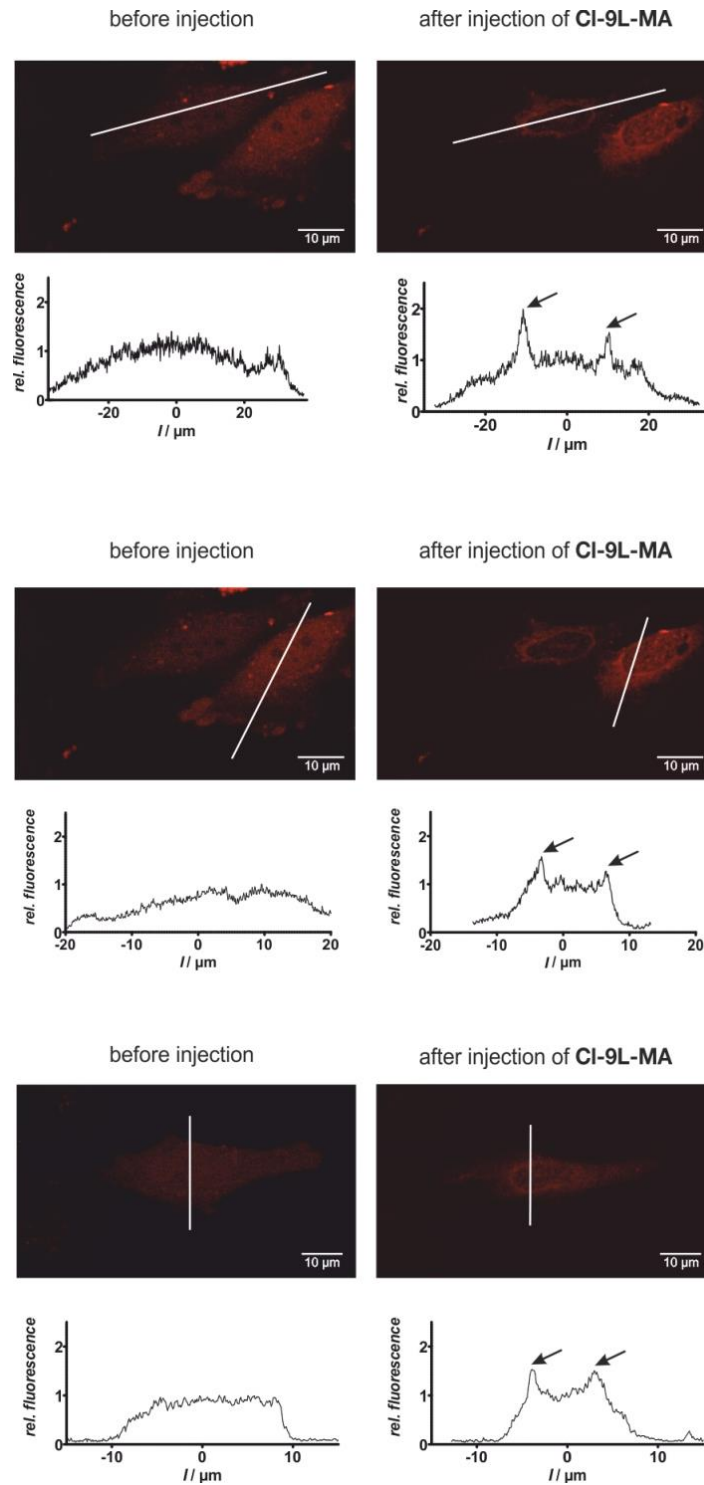 before injection after injection of Cl-9L-MA
10 µm 10 µm
rel. fluorescence rel. fluorescence
2 2
1 1
0 0
-20 0 20 -20 0 20
l / µm l / µm
before injection after injection of Cl-9L-MA
10 µm 10 µm
rel. fluorescence rel. fluorescence
2 2
1 1
0 0
-20 -10 0 10 20 -20 -10 0 10 20
l / µm l / µm
before injection after injection of Cl-9L-MA
10 µm 10 µm
rel. fluorescence rel. fluorescence
2 2
1 1
0 0
-10 0 10 -10 0 10
l / µm l / µm